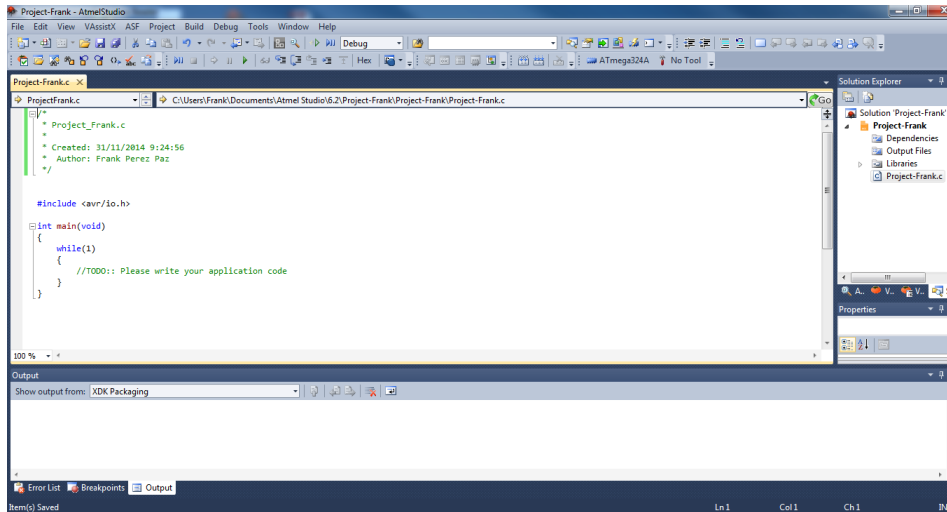 Project-Frank - AtmelStudio
File Edit View VAssistX ASF Project Build Debug Tools Window Help
Debug
Hex ATmega324A No Tool
Project-Frank.c
Solution Explorer
ProjectFrank.c C:\Users\Frank\Documents\Atmel Studio\6.2\Project-Frank\Project-Frank\Project-Frank.c Go
/*
* Project_Frank.c
*
* Created: 31/11/2014 9:24:56
* Author: Frank Perez Paz
*/
#include <avr/io.h>
int main(void)
{
while(1)
{
//TODO:: Please write your application code
}
}
100 %
Solution 'Project-Frank'
Project-Frank
Dependencies
Output Files
Libraries
Project-Frank.c
A.. V.. V..
Properties
Output
Show output from: XDK Packaging
Error List Breakpoints Output
Item(s) Saved Ln 1 Col 1 Ch 1 IN